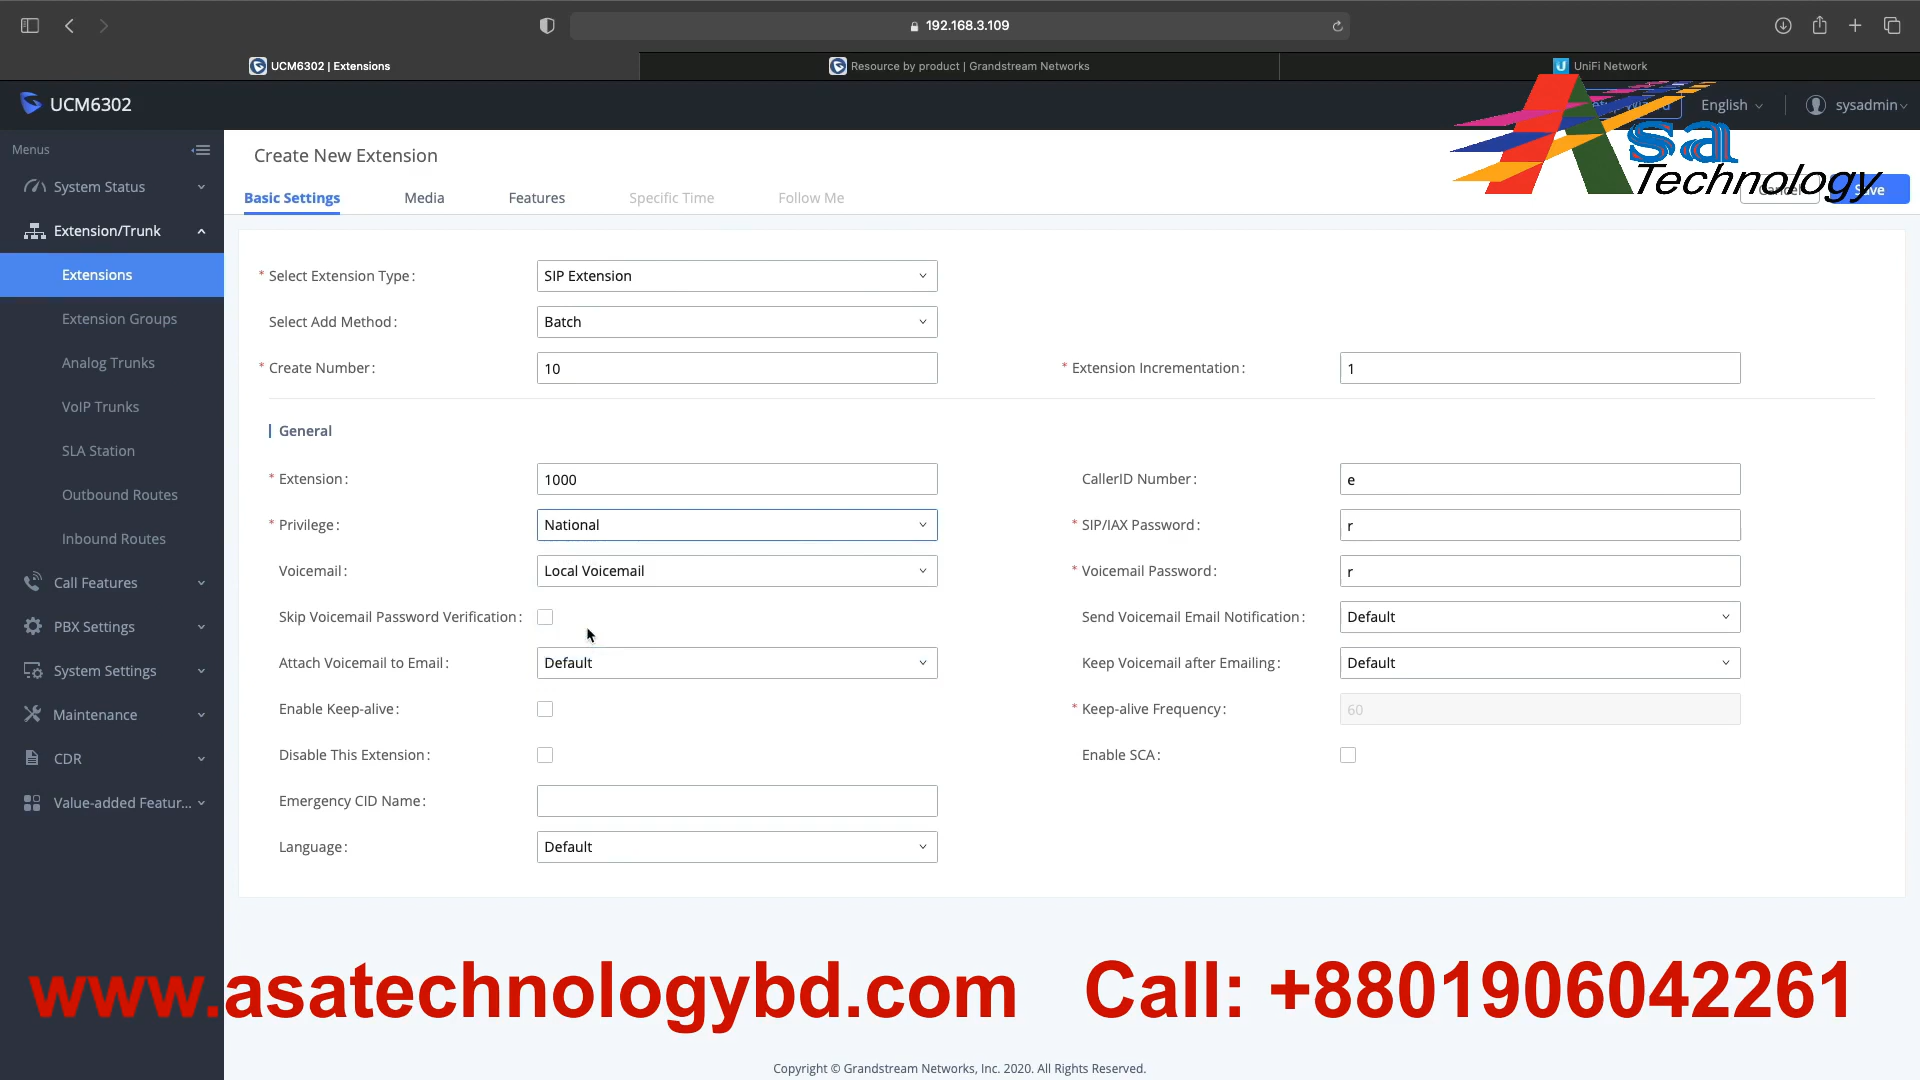 192.168.3.109
UCM6302 | Extensions
Resource by product | Grandstream Networks
UniFi Network
UCM6302
English
sysadmin
Asa
Technology
Menus
System Status
Extension/Trunk
Extensions
Extension Groups
Analog Trunks
VoIP Trunks
SLA Station
Outbound Routes
Inbound Routes
Call Features
PBX Settings
System Settings
Maintenance
CDR
Value-added Featur...
Create New Extension
Cancel
Save
Basic Settings
Media
Features
Specific Time
Follow Me
* Select Extension Type: SIP Extension
Select Add Method: Batch
* Create Number: 10
* Extension Incrementation: 1
General
* Extension: 1000
CallerID Number: e
* Privilege: National
* SIP/IAX Password: r
Voicemail: Local Voicemail
* Voicemail Password: r
Skip Voicemail Password Verification:
Send Voicemail Email Notification: Default
Attach Voicemail to Email: Default
Keep Voicemail after Emailing: Default
Enable Keep-alive:
* Keep-alive Frequency: 60
Disable This Extension:
Enable SCA:
Emergency CID Name:
Language: Default
www.asatechnologybd.com Call: +8801906042261
Copyright © Grandstream Networks, Inc. 2020. All Rights Reserved.